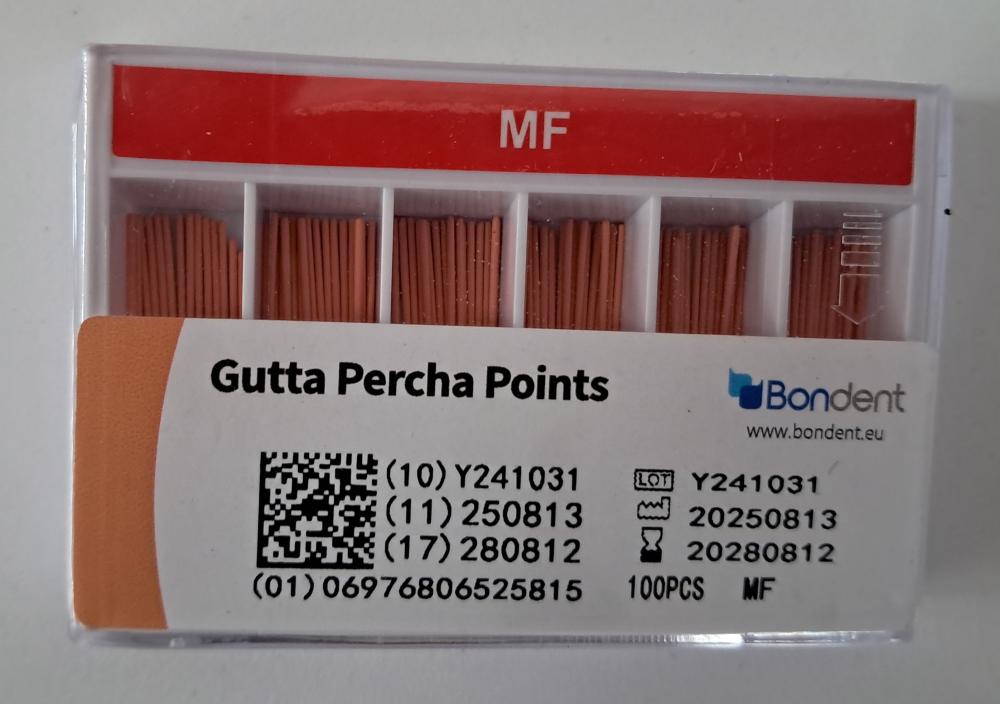 MF
Gutta Percha Points
Bondent
www.bondent.eu
(10) Y241031
(11) 250813
(17) 280812
(01) 06976806525815
LOT Y241031
20250813
20280812
100PCS MF